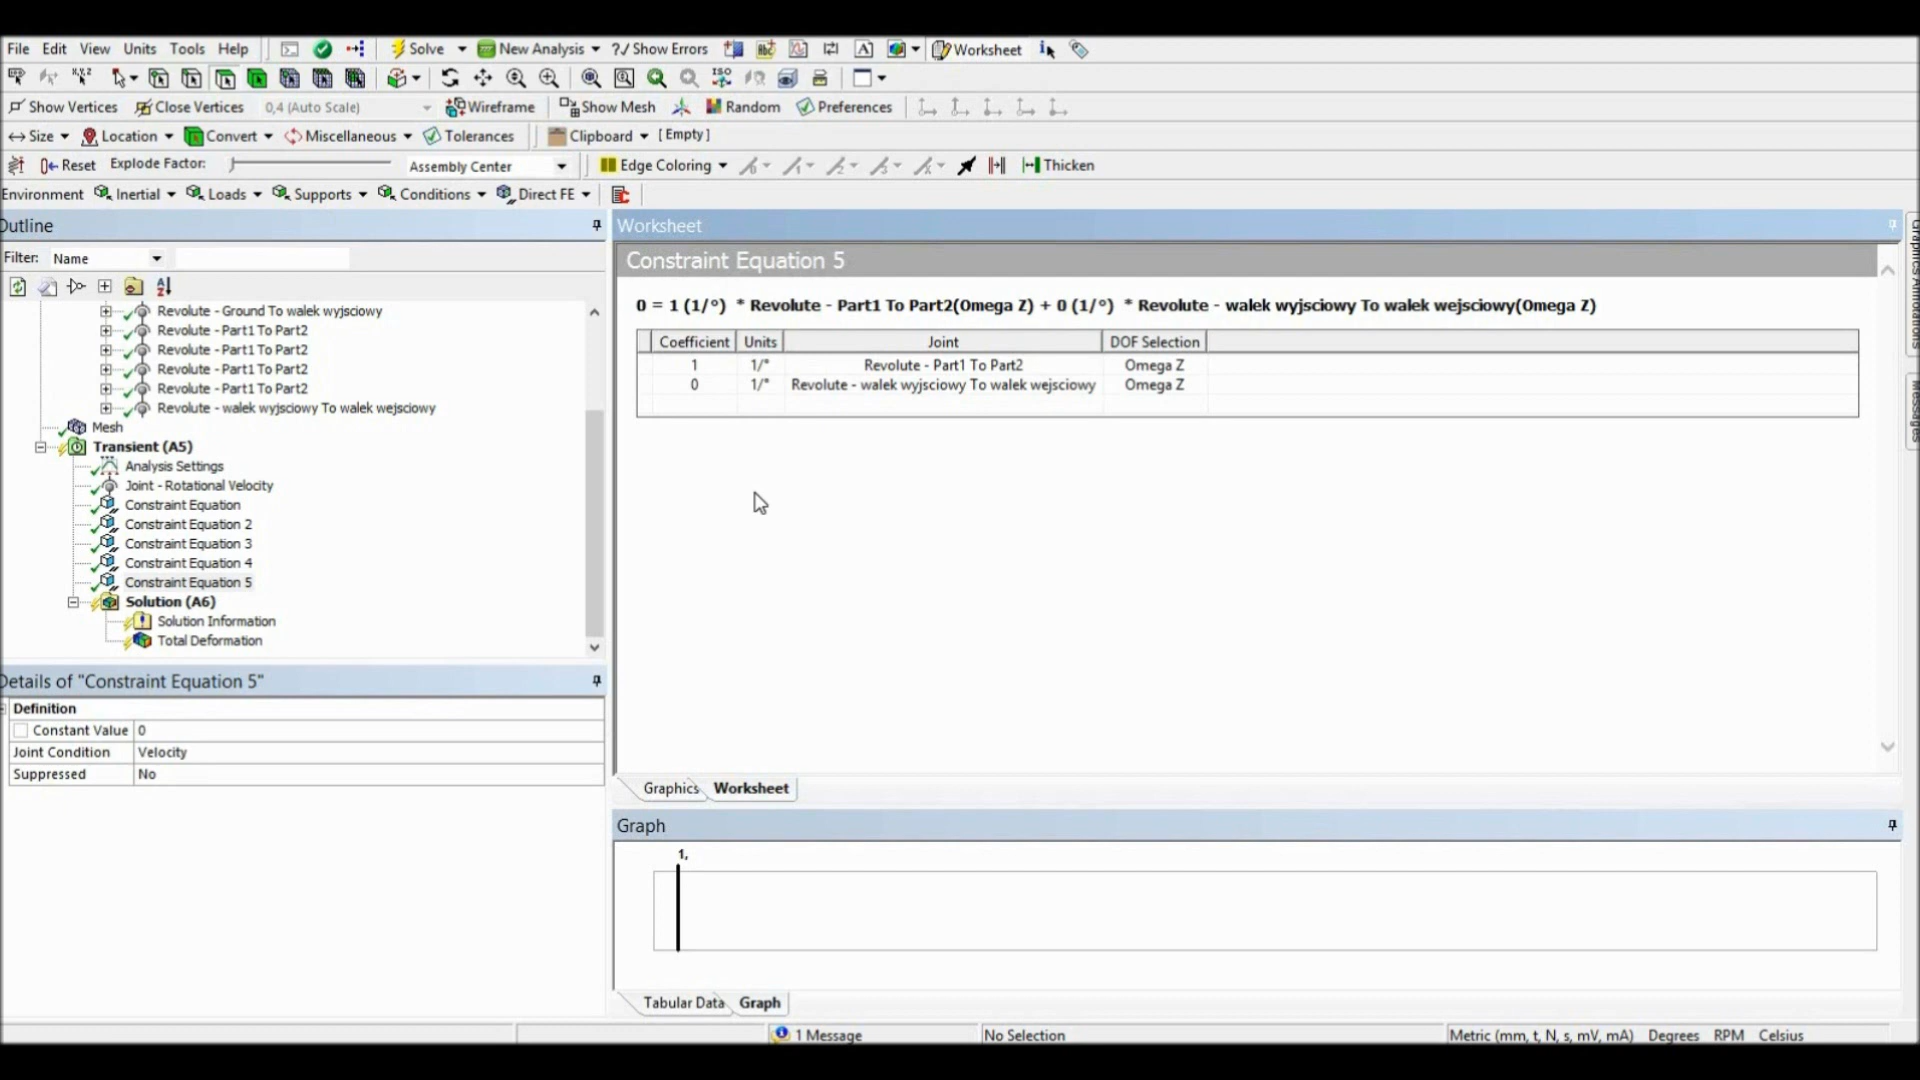 File Edit View Units Tools Help Solve New Analysis ?/ Show Errors A Worksheet
ISO
Show Vertices Close Vertices 0,4 (Auto Scale) Wireframe Show Mesh Random Preferences
Size Location Convert Miscellaneous Tolerances Clipboard [ Empty ]
Reset Explode Factor: Assembly Center Edge Coloring Thicken
Environment Inertial Loads Supports Conditions Direct FE
Outline
Filter: Name
Revolute - Ground To walek wyjsciowy
Revolute - Part1 To Part2
Revolute - Part1 To Part2
Revolute - Part1 To Part2
Revolute - Part1 To Part2
Revolute - walek wyjsciowy To walek wejsciowy
Mesh
Transient (A5)
Analysis Settings
Joint - Rotational Velocity
Constraint Equation
Constraint Equation 2
Constraint Equation 3
Constraint Equation 4
Constraint Equation 5
Solution (A6)
Solution Information
Total Deformation
Details of "Constraint Equation 5"
Definition
Constant Value 0
Joint Condition Velocity
Suppressed No
Worksheet
Constraint Equation 5
0 = 1 (1/°) * Revolute - Part1 To Part2(Omega Z) + 0 (1/°) * Revolute - walek wyjsciowy To walek wejsciowy(Omega Z)
Coefficient Units Joint DOF Selection
1 1/° Revolute - Part1 To Part2 Omega Z
0 1/° Revolute - walek wyjsciowy To walek wejsciowy Omega Z
Graphics Worksheet
Graph
1,
Tabular Data Graph
Graphics Annotations
Messages
1 Message No Selection Metric (mm, t, N, s, mV, mA) Degrees RPM Celsius